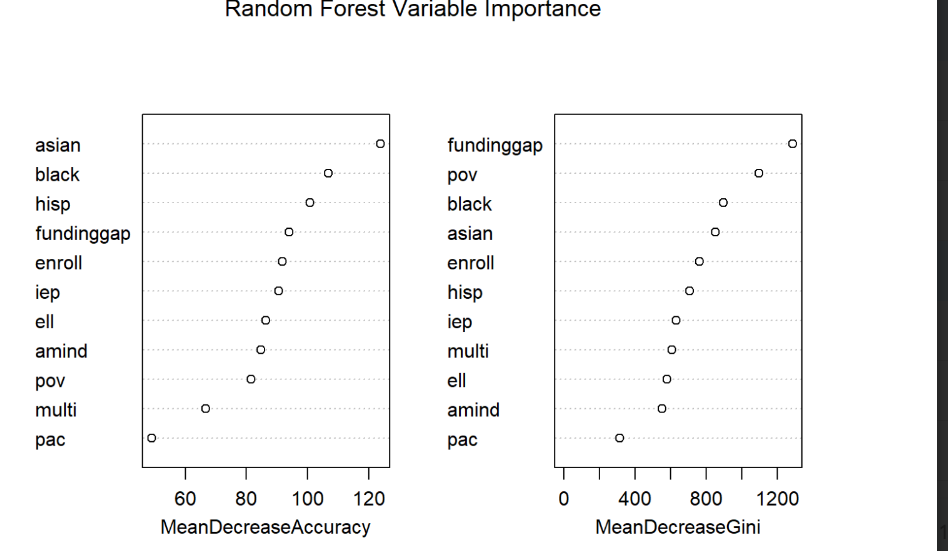 Random Forest Variable Importance
asian
black
hisp
fundinggap
enroll
iep
ell
amind
pov
multi
pac
60 80 100 120
MeanDecreaseAccuracy
fundinggap
pov
black
asian
enroll
hisp
iep
multi
ell
amind
pac
0 400 800 1200
MeanDecreaseGini